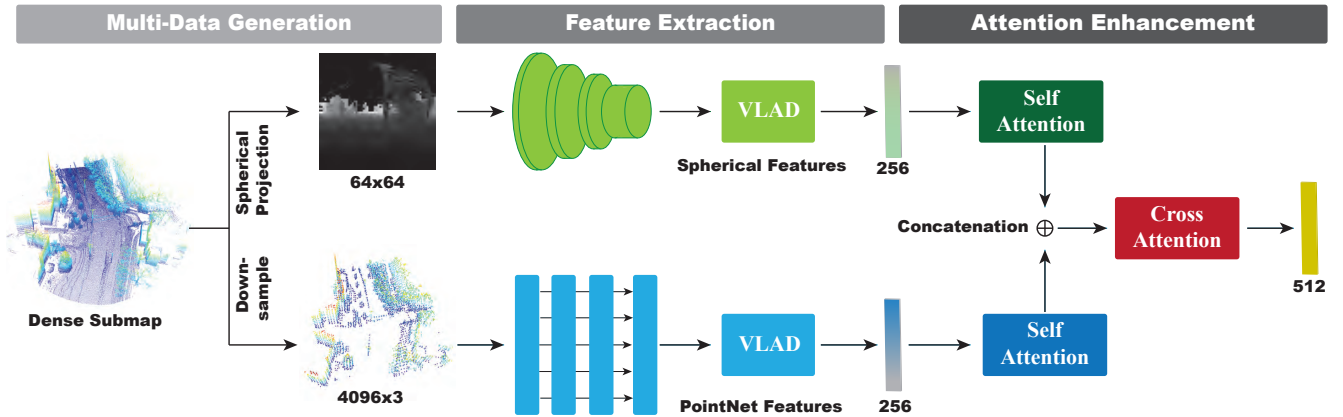 Multi-Data Generation
Feature Extraction
Attention Enhancement
Spherical
Projection
64x64
VLAD
Spherical Features
256
Self
Attention
Dense Submap
Down-
sample
4096x3
VLAD
PointNet Features
256
Self
Attention
Concatenation
Cross
Attention
512